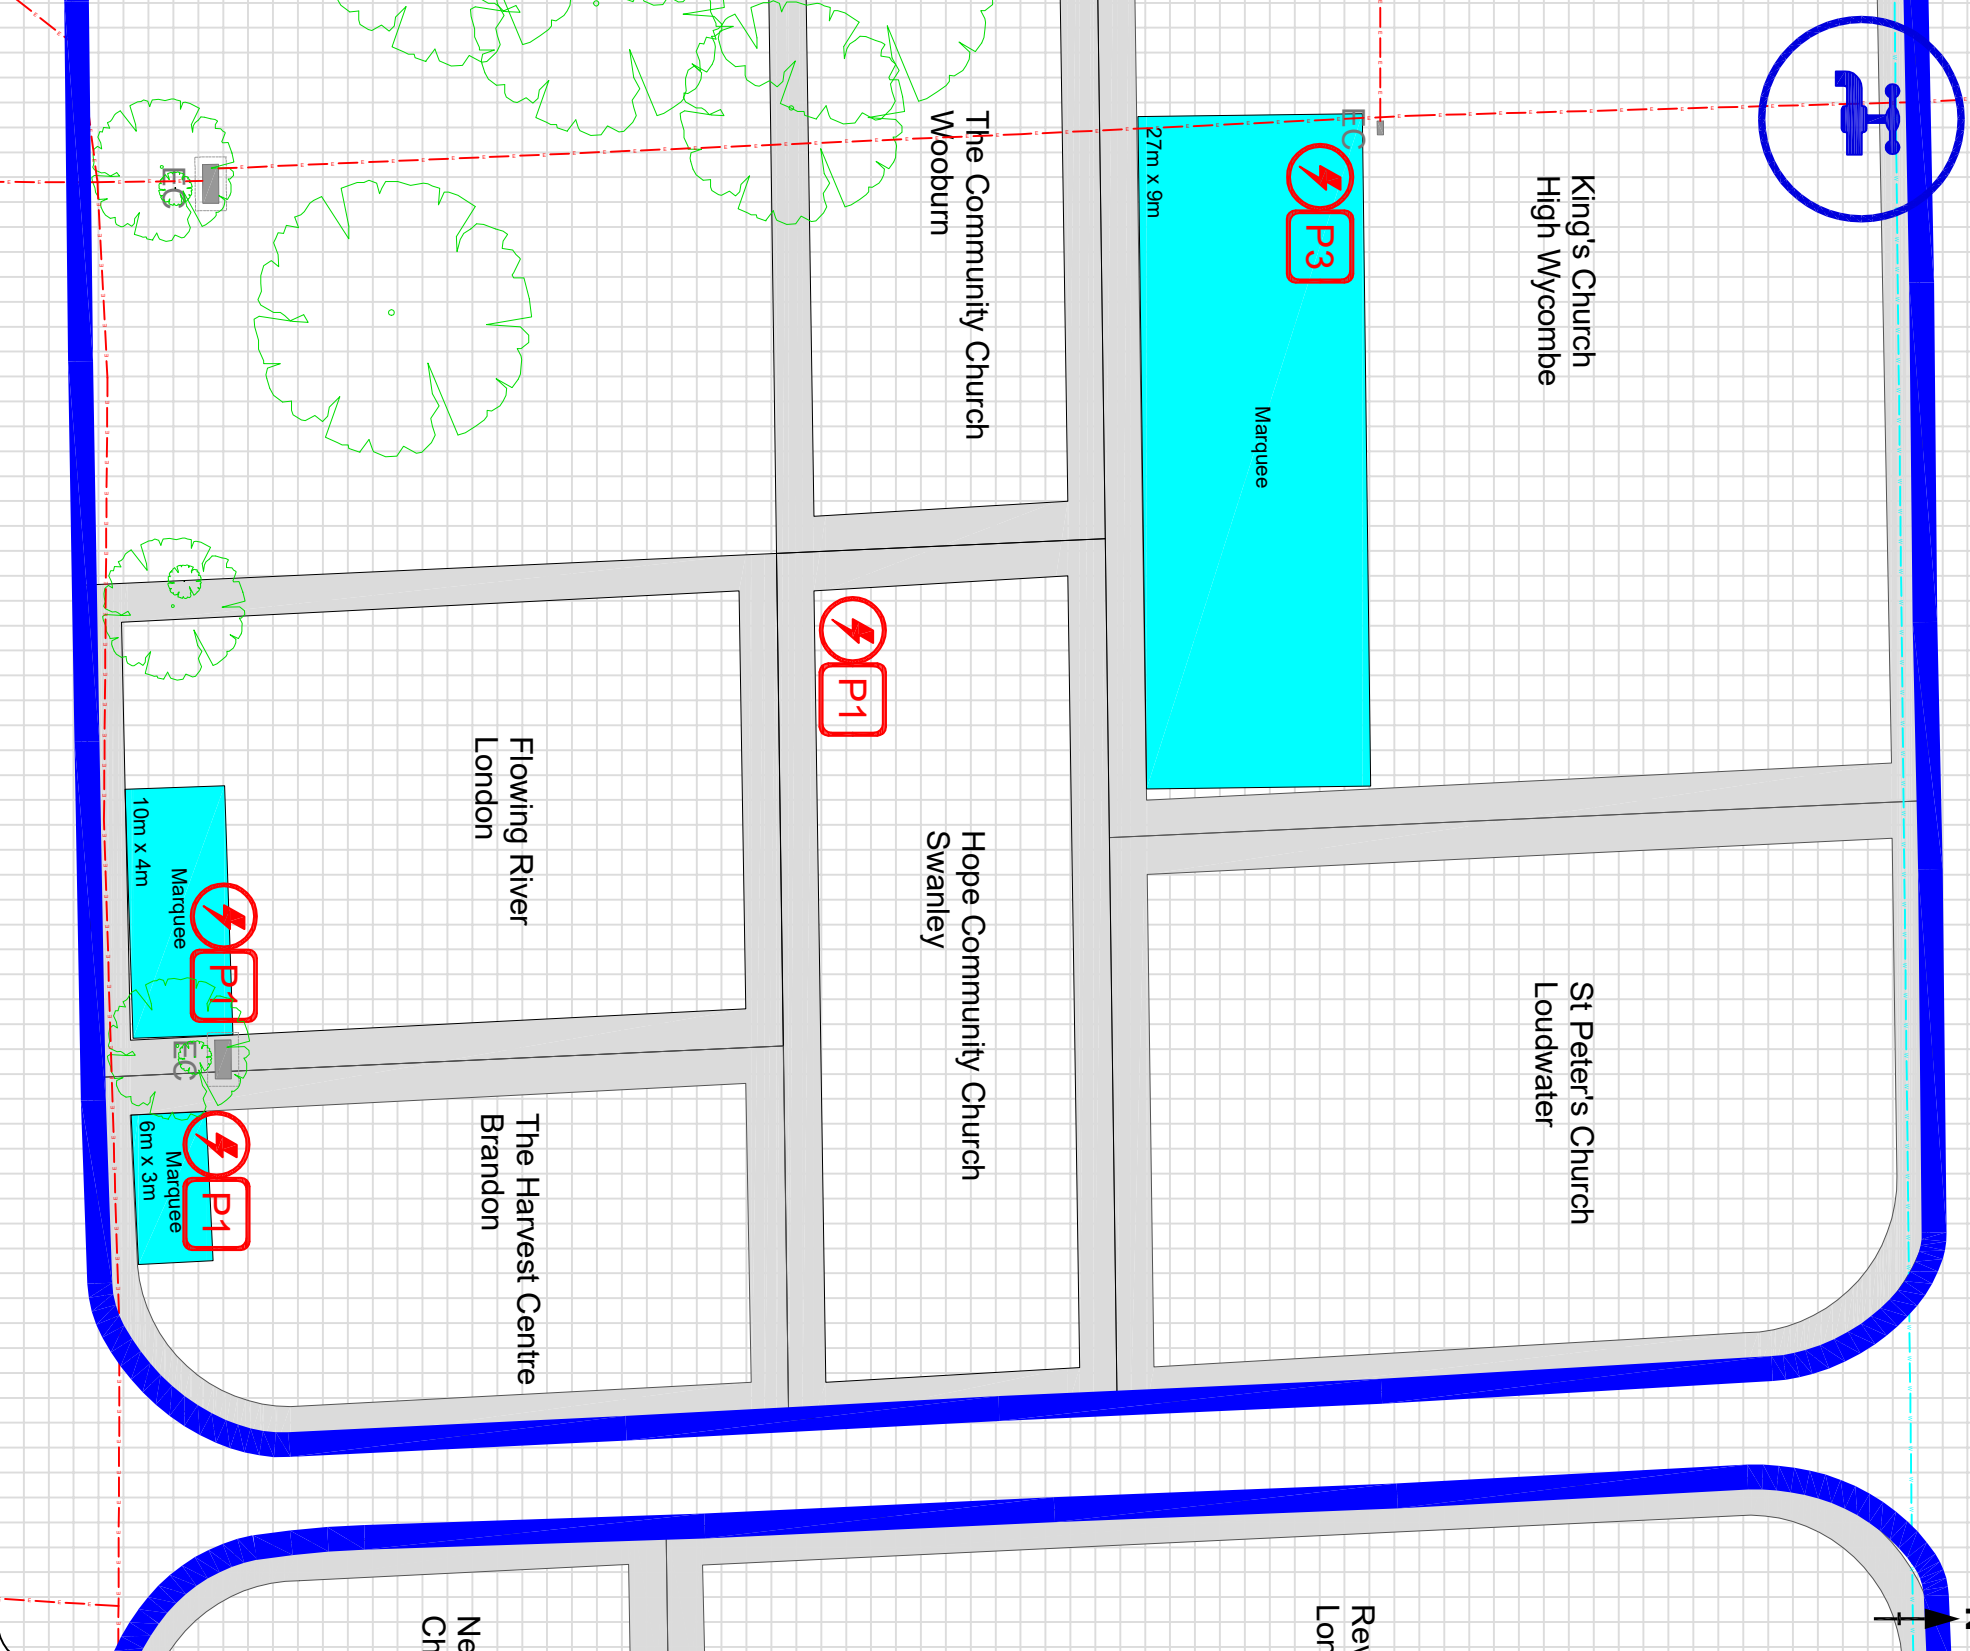 The Community Church
Wooburn
27m x 9m
EC
P3
Marquee
King's Church
High Wycombe
EC
P1
Flowing River
London
10m x 4m
Marquee
P1
Hope Community Church
Swanley
St Peter's Church
Loudwater
EC
6m x 3m
Marquee
P1
The Harvest Centre
Brandon